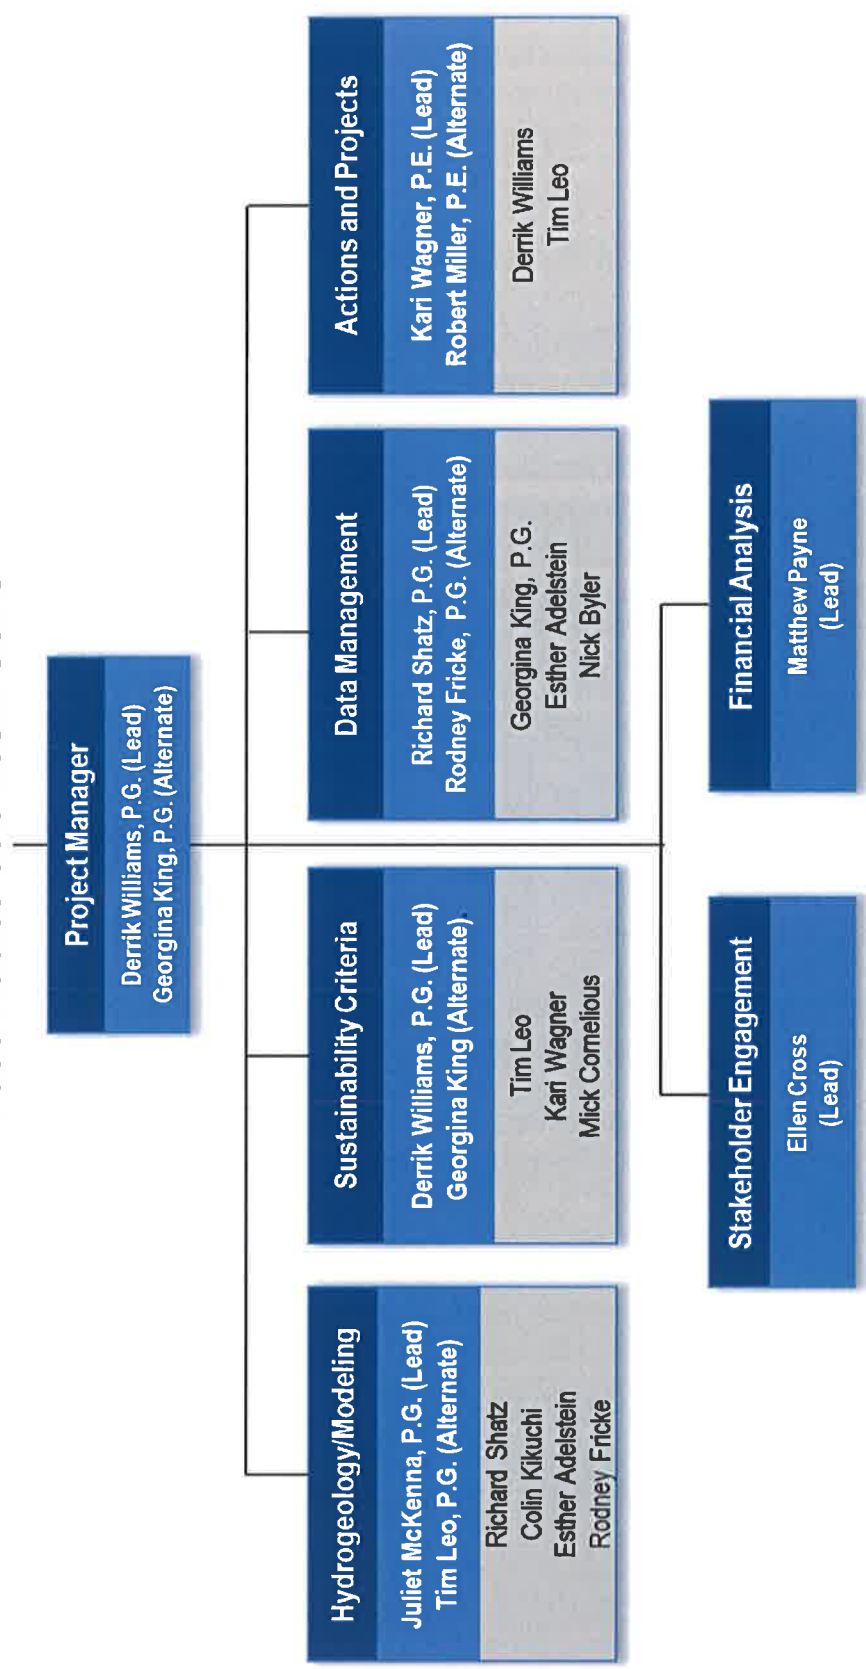 Project Manager
Derrik Williams, P.G. (Lead)
Georgina King, P.G. (Alternate)
Hydrogeology/Modeling
Juliet McKenna, P.G. (Lead)
Tim Leo, P.G. (Alternate)
Richard Shatz
Colin Kikuchi
Esther Adelstein
Rodney Fricke
Sustainability Criteria
Derrik Williams, P.G. (Lead)
Georgina King (Alternate).
Tim Leo
Kari Wagner
Mick Cornelious
Data Management
Richard Shatz, P.G. (Lead)
Rodney Fricke, P.G. (Alternate)
Georgina King, P.G.
Esther Adelstein
Nick Byler
Actions and Projects
Kari Wagner, P.E. (Lead)
Robert Miller, P.E. (Alternate)
Derrik Williams
Tim Leo
Stakeholder Engagement
Ellen Cross
(Lead)
Financial Analysis
Matthew Payne
(Lead)